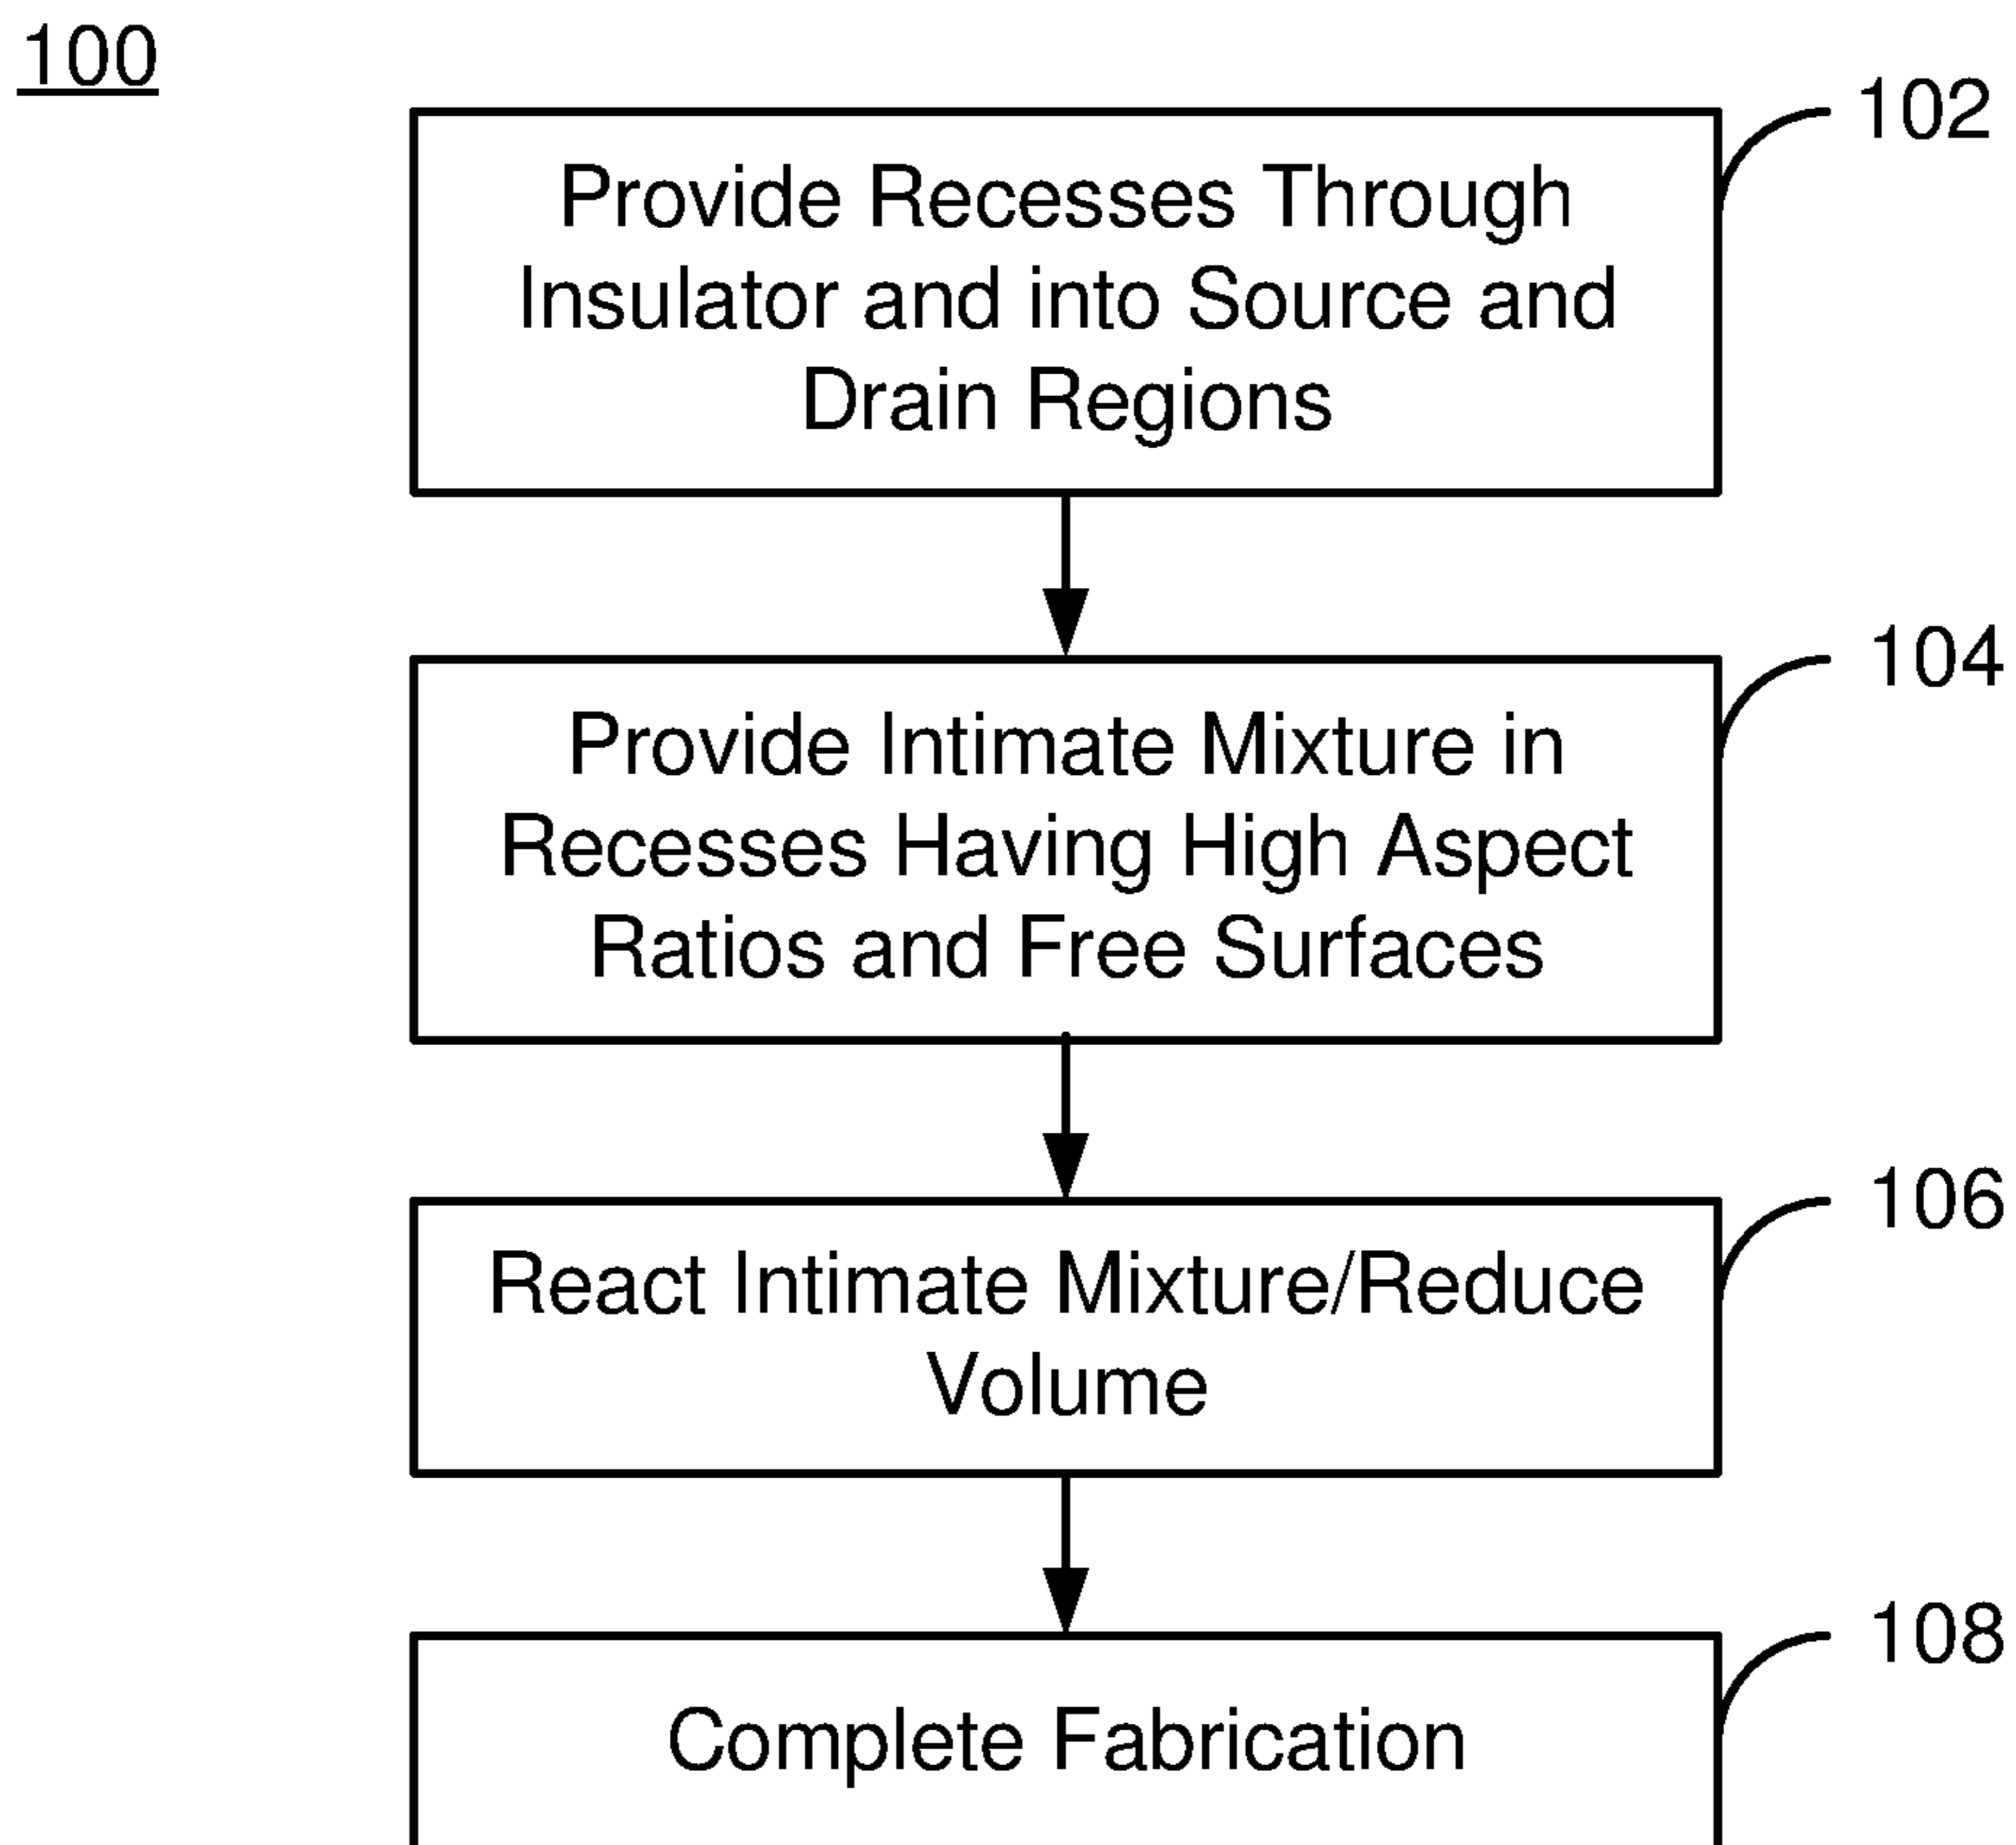 100
102
Provide Recesses Through
Insulator and into Source and
Drain Regions
104
Provide Intimate Mixture in
Recesses Having High Aspect
Ratios and Free Surfaces
106
React Intimate Mixture/Reduce
Volume
108
Complete Fabrication